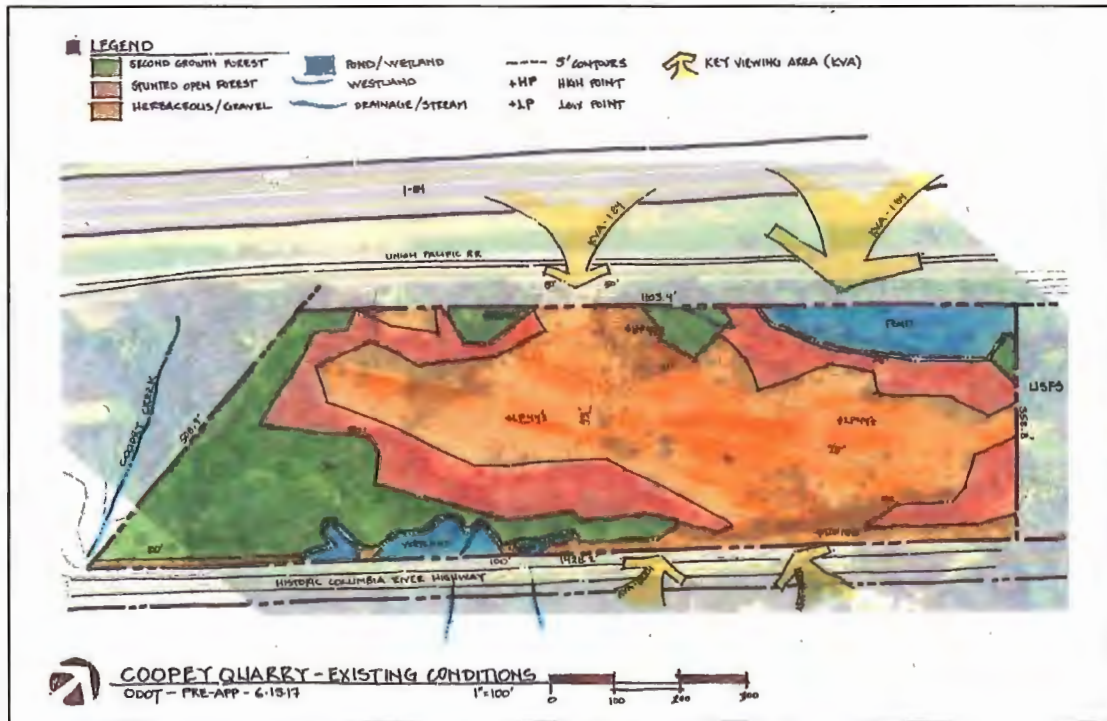 LEGEND
SECOND GROWTH FOREST
STUNTED OPEN FOREST
HERBACEOUS/GRAVEL
POND/WETLAND
WESTLAND
DRAINAGE/STREAM
5' CONTOURS
+HP HIGH POINT
+LP LOW POINT
KEY VIEWING AREA (KVA)
I-84
KVA-I 84
KVA-I 84
UNION PACIFIC RR
50'
1103.4'
POND
USFS
COOPEY CREEK
WETLAND
100'
HISTORIC COLUMBIA RIVER HIGHWAY
COOPEY QUARRY - EXISTING CONDITIONS
ODOT - PRE-APP - 6-15-17
1"=100'
0 100 200 300